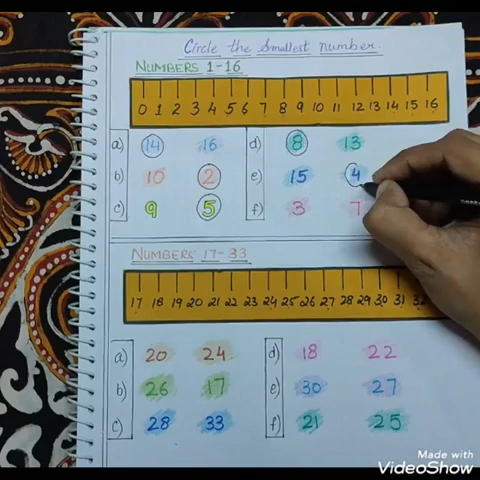 Circle the Smallest number.
NUMBERS 1-16
0 1 2 3 4 5 6 7 8 9 10 11 12 13 14 15 16
a) 14 16 d) 8 13
b) 10 2 e) 15 4
c) 9 5 f) 3 7
NUMBERS 17-33
17 18 19 20 21 22 23 24 25 26 27 28 29 30 31 32
a) 20 24 d) 18 22
b) 26 17 e) 30 27
c) 28 33 f) 21 25
Made with
VideoShow